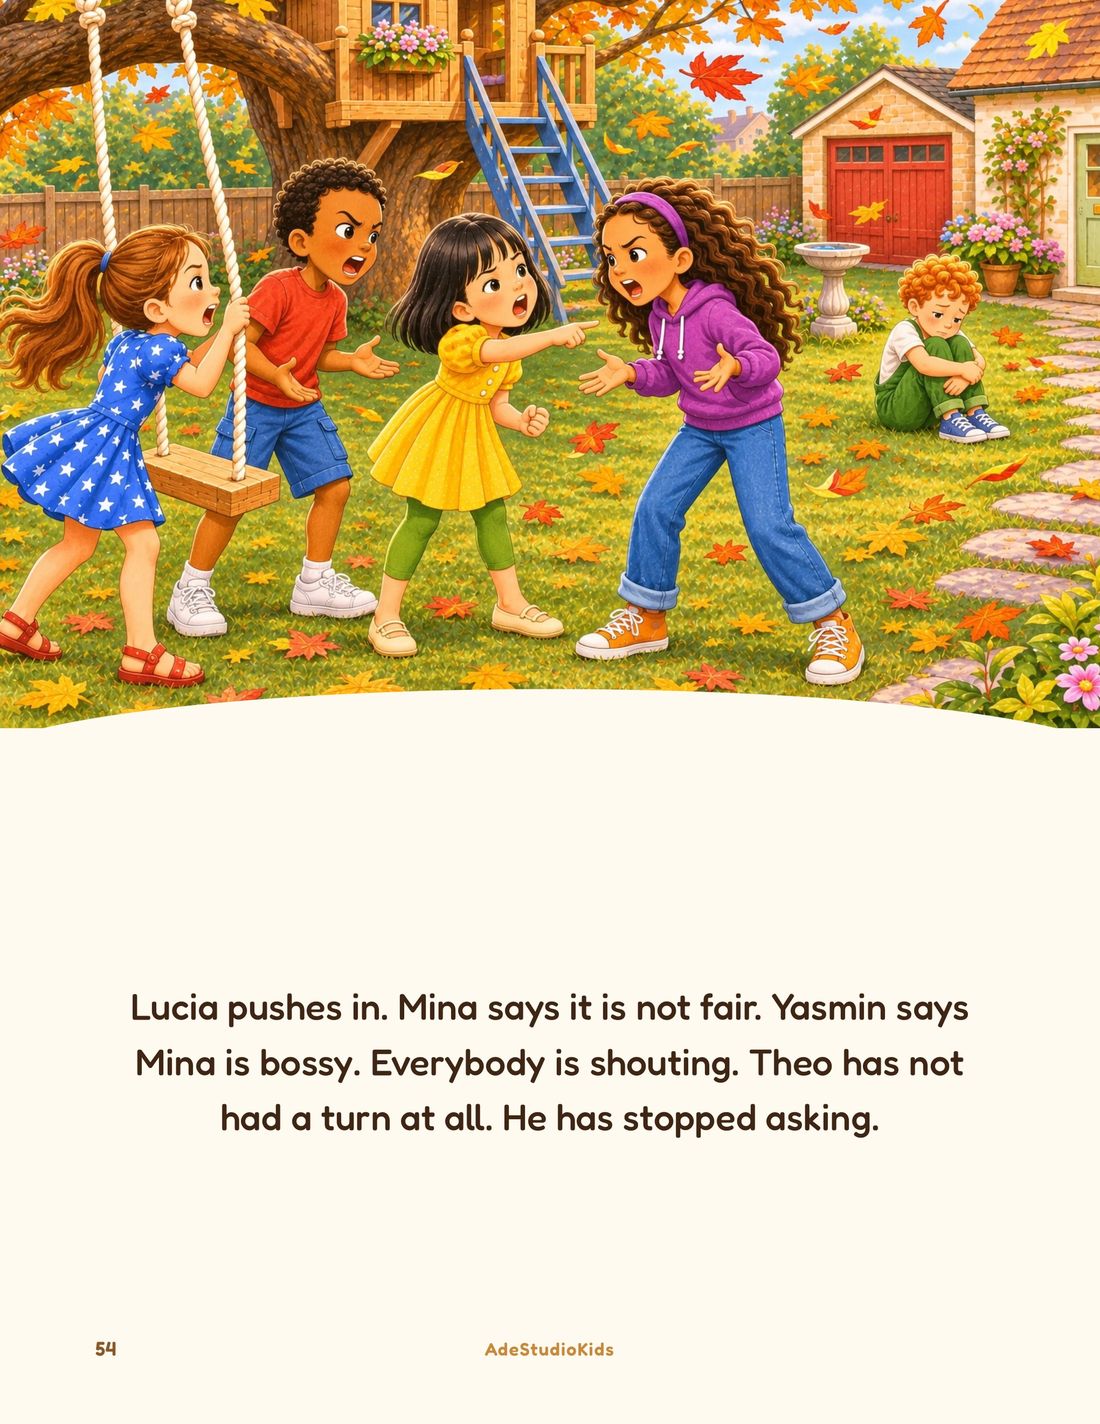 Lucia pushes in. Mina says it is not fair. Yasmin says
Mina is bossy. Everybody is shouting. Theo has not
had a turn at all. He has stopped asking.
54
AdeStudioKids